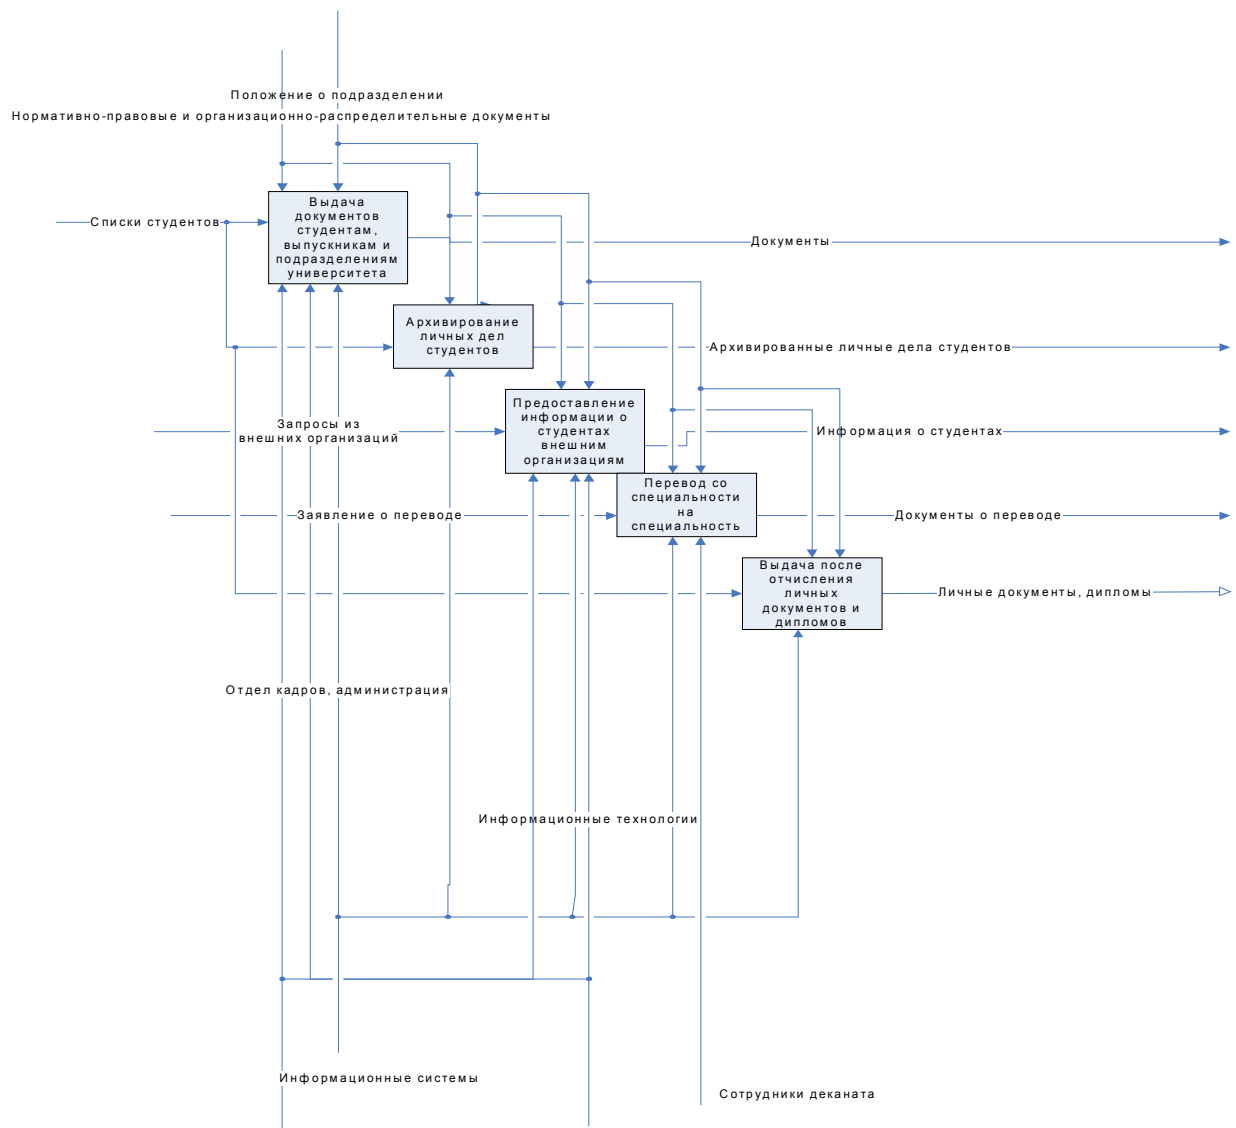 Положение о подразделении
Нормативно-правовые и организационно-распределительные документы
Выдача
документов
студентам,
выпускникам и
подразделениям
университета
Списки студентов
Документы
Архивирование
личных дел
студентов
Архивированные личные дела студентов
Предоставление
информации о
студентах
внешним
организациям
Запросы из
внешних организаций
Информация о студентах
Перевод со
специальности
на
специальность
Заявление о переводе
Документы о переводе
Выдача после
отчисления
личных
документов и
дипломов
Личные документы, дипломы
Отдел кадров, администрация
Информационные технологии
Информационные системы
Сотрудники деканата